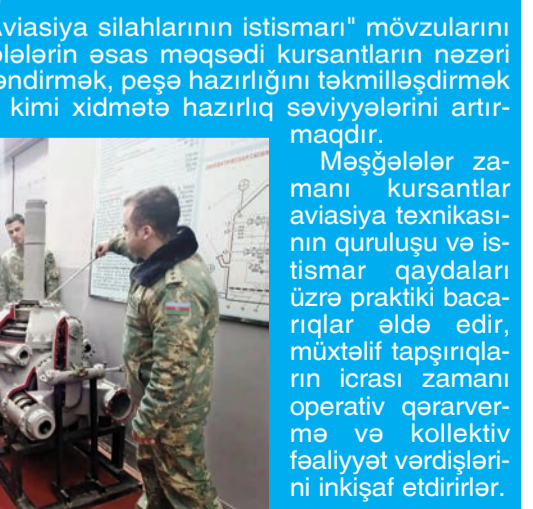 viasiya silahlarının istismarı" mövzularını
lələrin əsas məqsədi kursantların nəzəri
əndirmək, peşə hazırlığını təkmilləşdirmək
kimi xidmətə hazırlıq səviyyələrini artır-
maqdır.
Məşğələlər za-
manı kursantlar
aviasiya texnikası-
nın quruluşu və is-
tismar qaydaları
üzrə praktiki baca-
rıqlar əldə edir,
müxtəlif tapşırıqla-
rın icrası zamanı
operativ qərarver-
mə və kollektiv
fəaliyyət vərdişləri-
ni inkişaf etdirirlər.